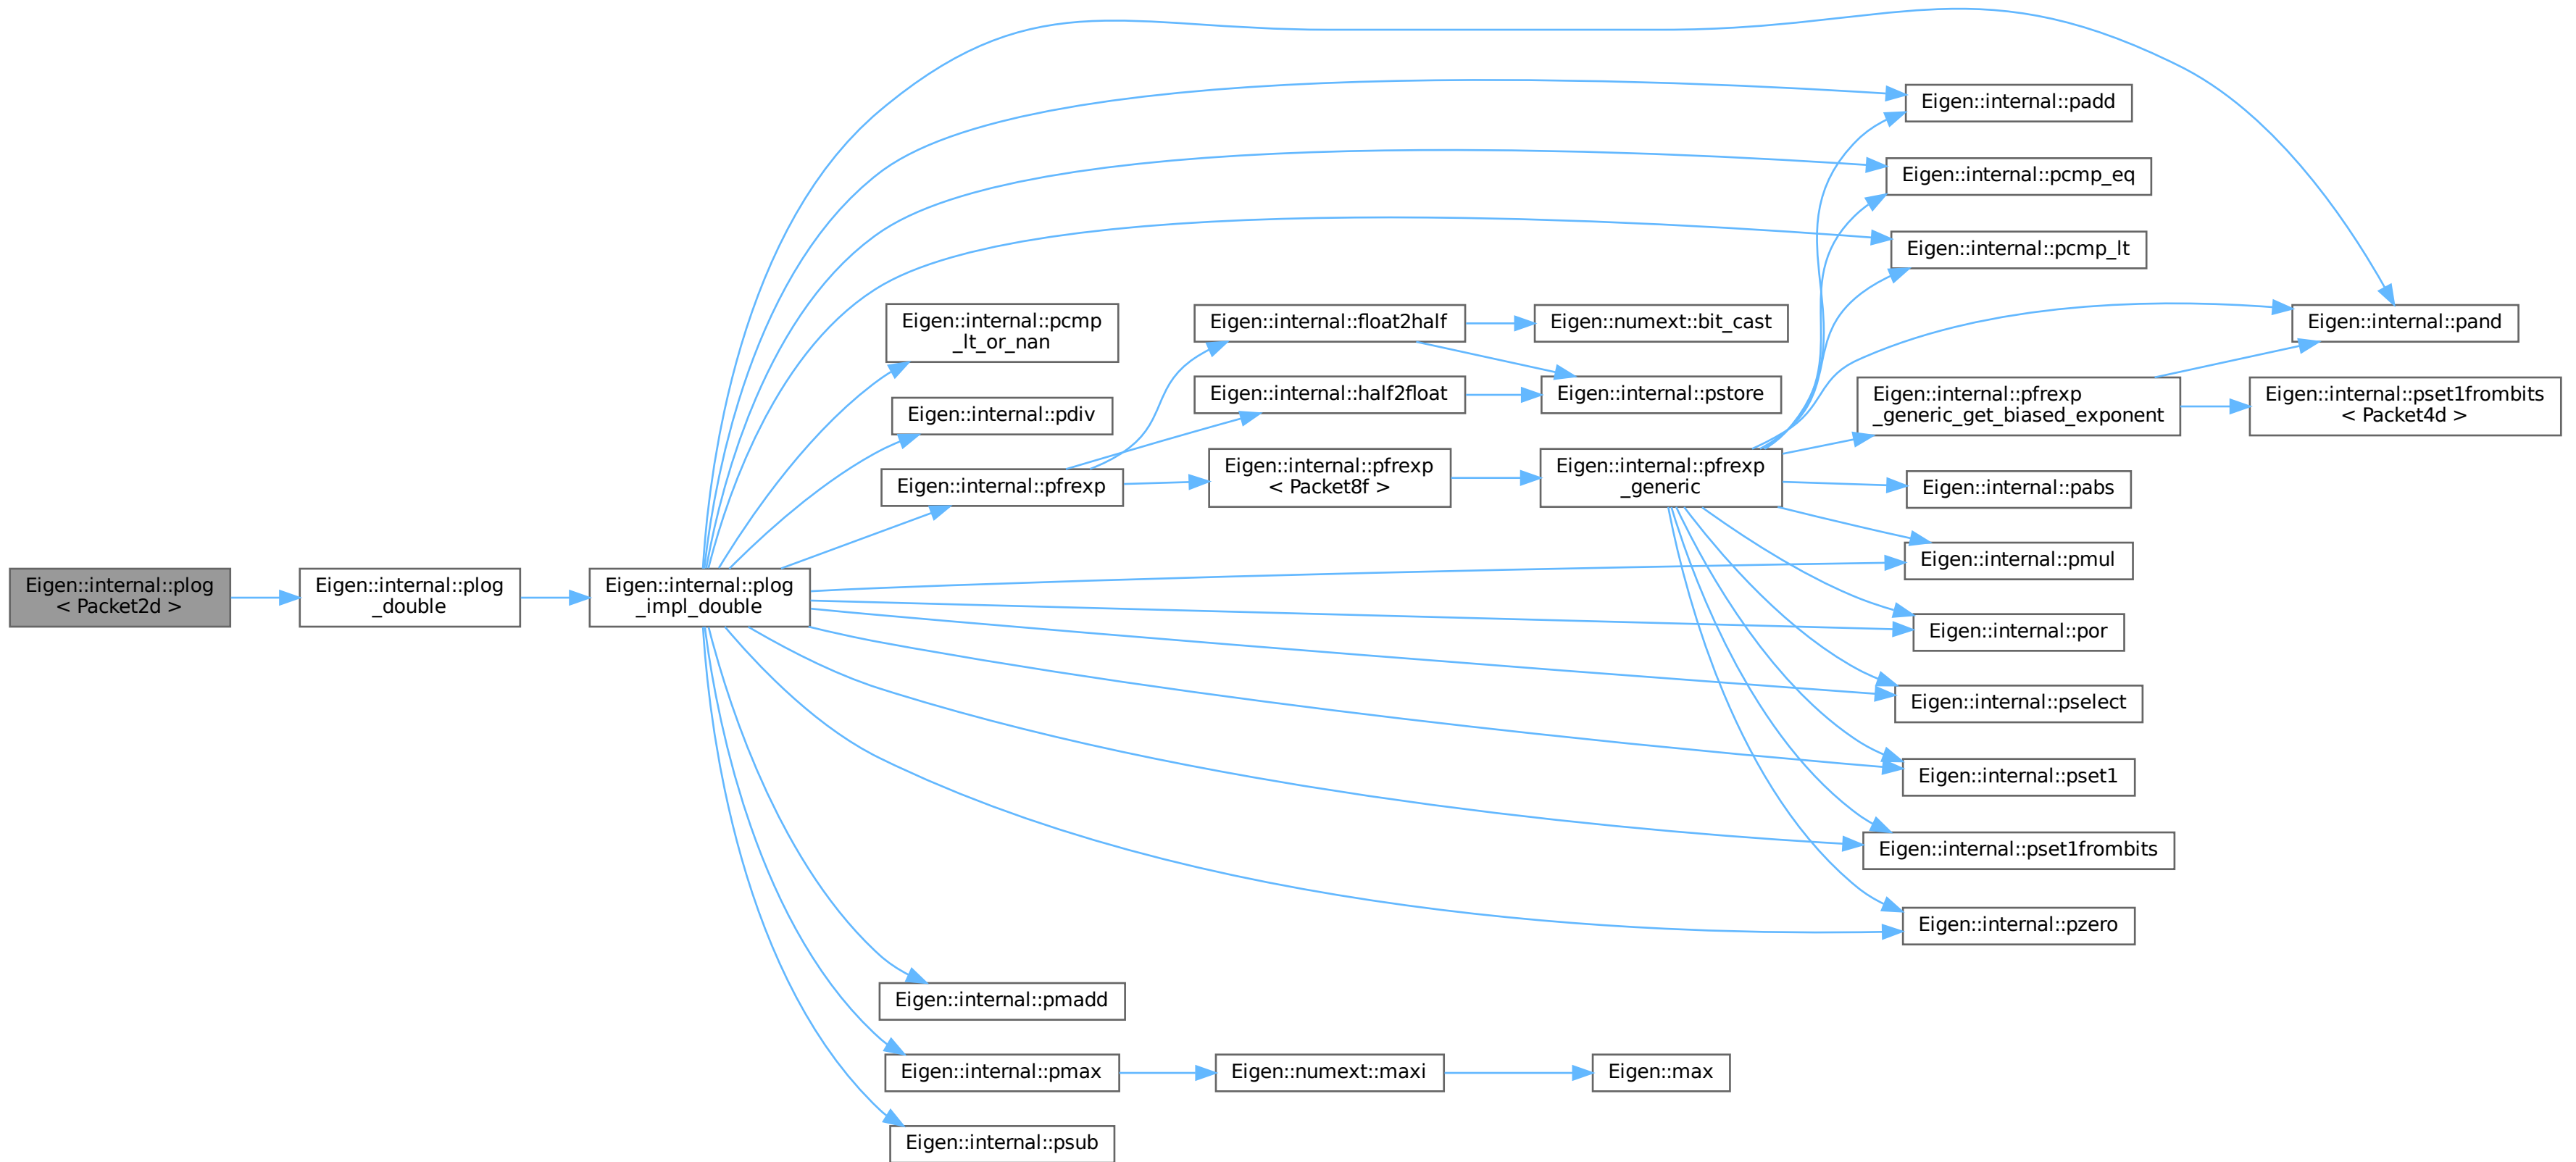 Eigen::internal::plog
< Packet2d >
Eigen::internal::plog
_double
Eigen::internal::plog
_impl_double
Eigen::internal::pcmp
_lt_or_nan
Eigen::internal::pdiv
Eigen::internal::pfrexp
Eigen::internal::pmadd
Eigen::internal::pmax
Eigen::internal::psub
Eigen::internal::float2half
Eigen::internal::half2float
Eigen::internal::pfrexp
< Packet8f >
Eigen::numext::maxi
Eigen::numext::bit_cast
Eigen::internal::pstore
Eigen::internal::pfrexp
_generic
Eigen::max
Eigen::internal::padd
Eigen::internal::pcmp_eq
Eigen::internal::pcmp_lt
Eigen::internal::pfrexp
_generic_get_biased_exponent
Eigen::internal::pabs
Eigen::internal::pmul
Eigen::internal::por
Eigen::internal::pselect
Eigen::internal::pset1
Eigen::internal::pset1frombits
Eigen::internal::pzero
Eigen::internal::pand
Eigen::internal::pset1frombits
< Packet4d >